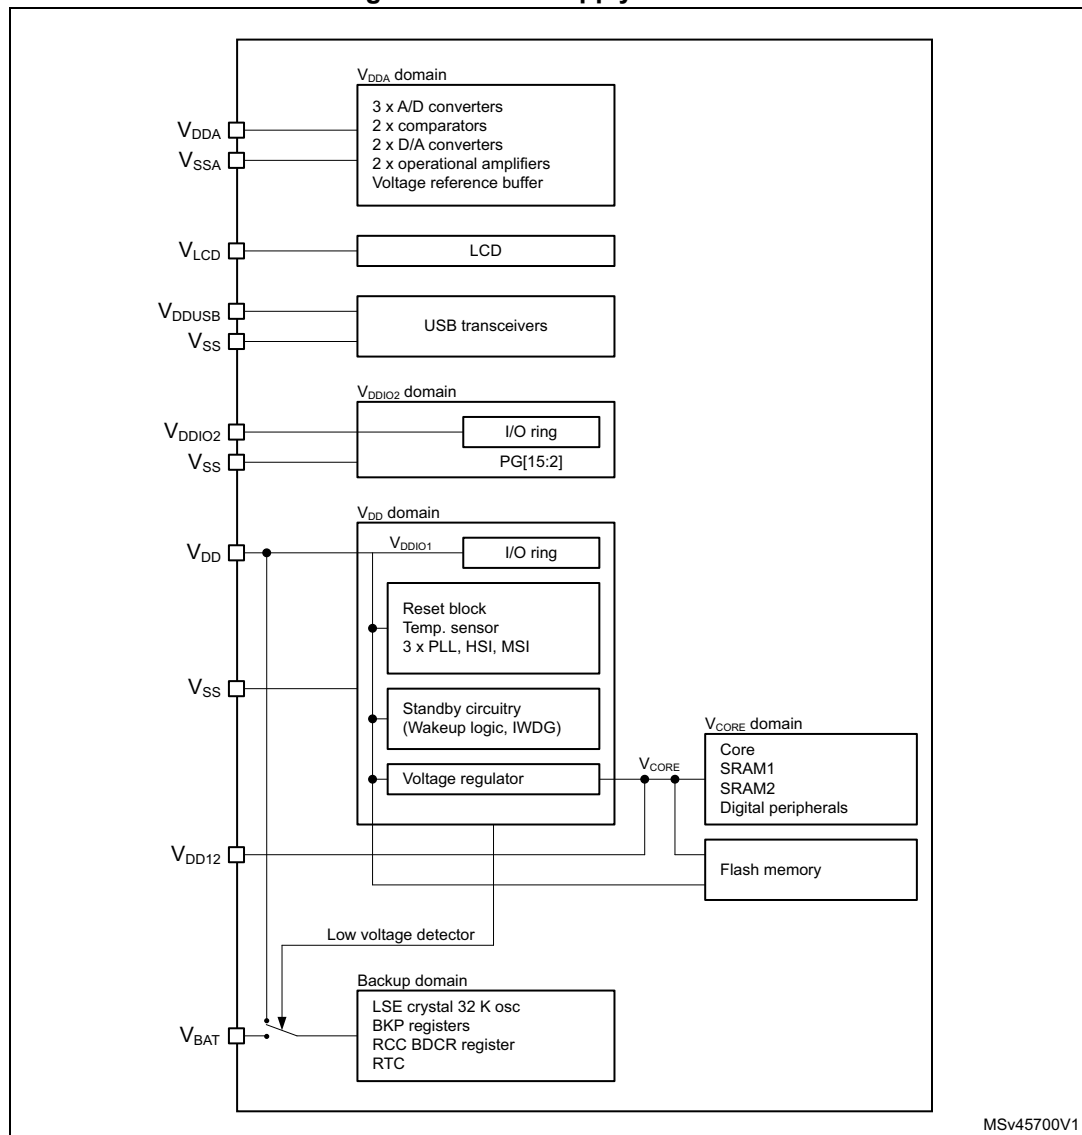 V_DDA domain
3 x A/D converters
2 x comparators
2 x D/A converters
2 x operational amplifiers
Voltage reference buffer
V_DDA
V_SSA
V_LCD
LCD
V_DDUSB
USB transceivers
V_SS
V_DDIO2 domain
V_DDIO2
I/O ring
V_SS
PG[15:2]
V_DD domain
V_DD
V_DDIO1
I/O ring
Reset block
Temp. sensor
3 x PLL, HSI, MSI
V_SS
Standby circuitry
(Wakeup logic, IWDG)
Voltage regulator
V_CORE
V_CORE domain
Core
SRAM1
SRAM2
Digital peripherals
V_DD12
Flash memory
Low voltage detector
Backup domain
LSE crystal 32 K osc
BKP registers
RCC BDCR register
RTC
V_BAT
MSv45700V1